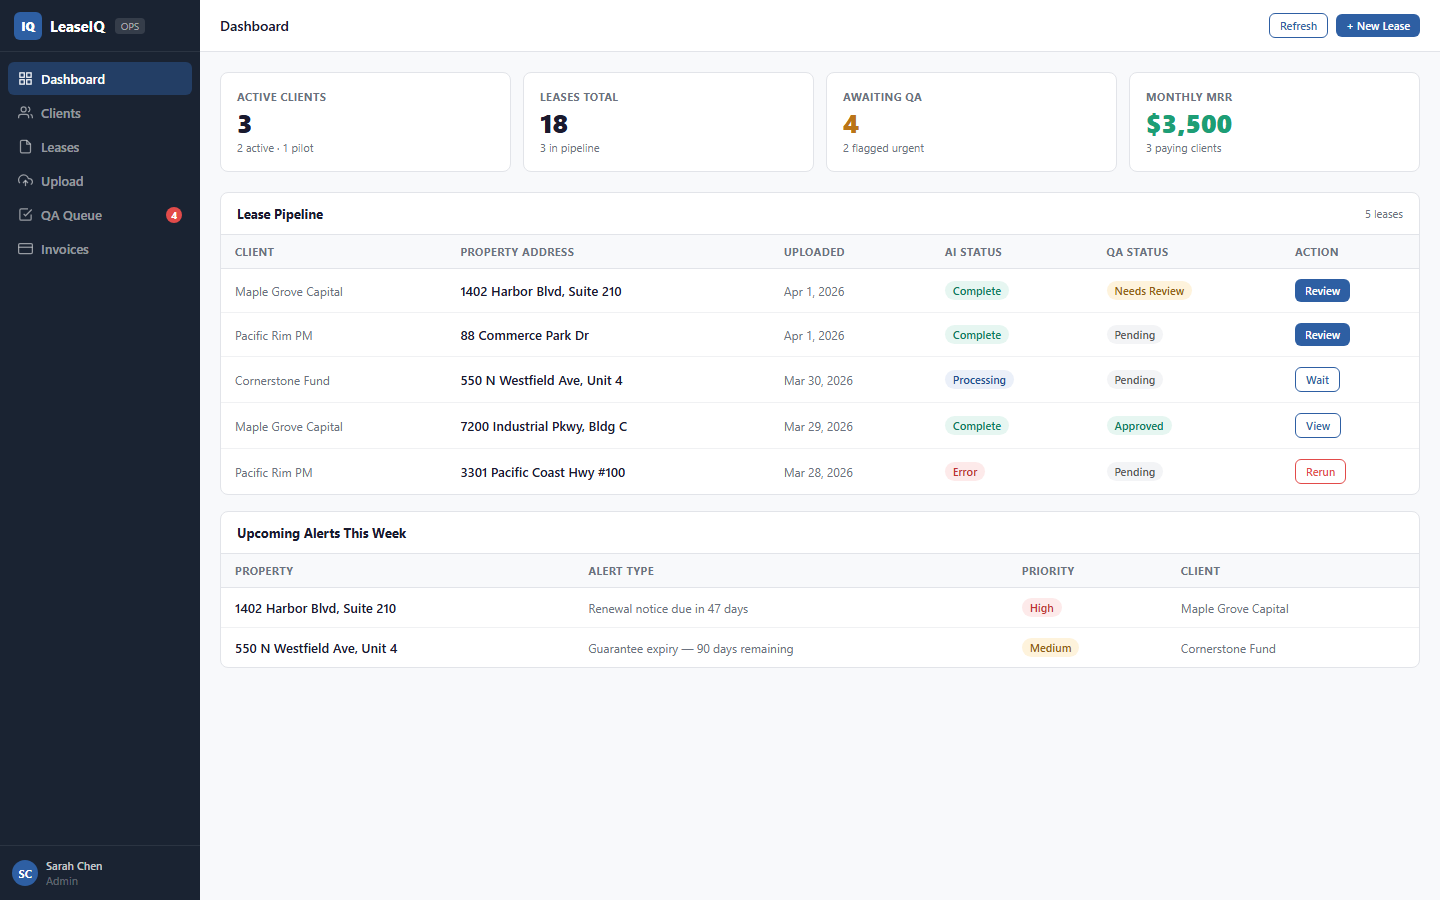 IQ LeaseIQ OPS
Dashboard
Clients
Leases
Upload
QA Queue 4
Invoices
SC Sarah Chen
Admin
Dashboard
Refresh + New Lease
ACTIVE CLIENTS
3
2 active · 1 pilot
LEASES TOTAL
18
3 in pipeline
AWAITING QA
4
2 flagged urgent
MONTHLY MRR
$3,500
3 paying clients
Lease Pipeline 5 leases
CLIENT PROPERTY ADDRESS UPLOADED AI STATUS QA STATUS ACTION
Maple Grove Capital 1402 Harbor Blvd, Suite 210 Apr 1, 2026 Complete Needs Review Review
Pacific Rim PM 88 Commerce Park Dr Apr 1, 2026 Complete Pending Review
Cornerstone Fund 550 N Westfield Ave, Unit 4 Mar 30, 2026 Processing Pending Wait
Maple Grove Capital 7200 Industrial Pkwy, Bldg C Mar 29, 2026 Complete Approved View
Pacific Rim PM 3301 Pacific Coast Hwy #100 Mar 28, 2026 Error Pending Rerun
Upcoming Alerts This Week
PROPERTY ALERT TYPE PRIORITY CLIENT
1402 Harbor Blvd, Suite 210 Renewal notice due in 47 days High Maple Grove Capital
550 N Westfield Ave, Unit 4 Guarantee expiry — 90 days remaining Medium Cornerstone Fund